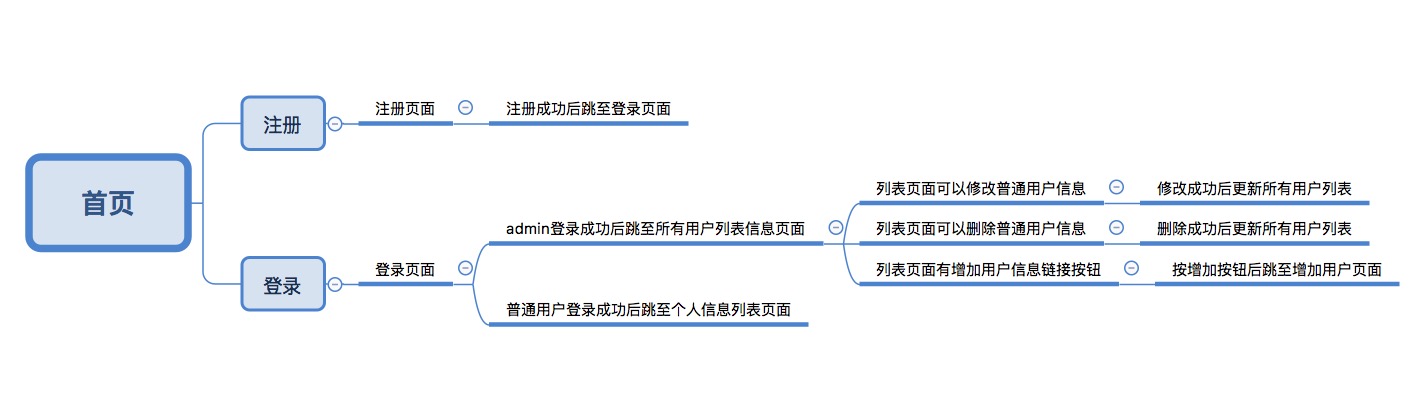 首页
注册
注册页面
注册成功后跳至登录页面
登录
登录页面
admin登录成功后跳至所有用户列表信息页面
列表页面可以修改普通用户信息
修改成功后更新所有用户列表
列表页面可以删除普通用户信息
删除成功后更新所有用户列表
列表页面有增加用户信息链接按钮
按增加按钮后跳至增加用户页面
普通用户登录成功后跳至个人信息列表页面